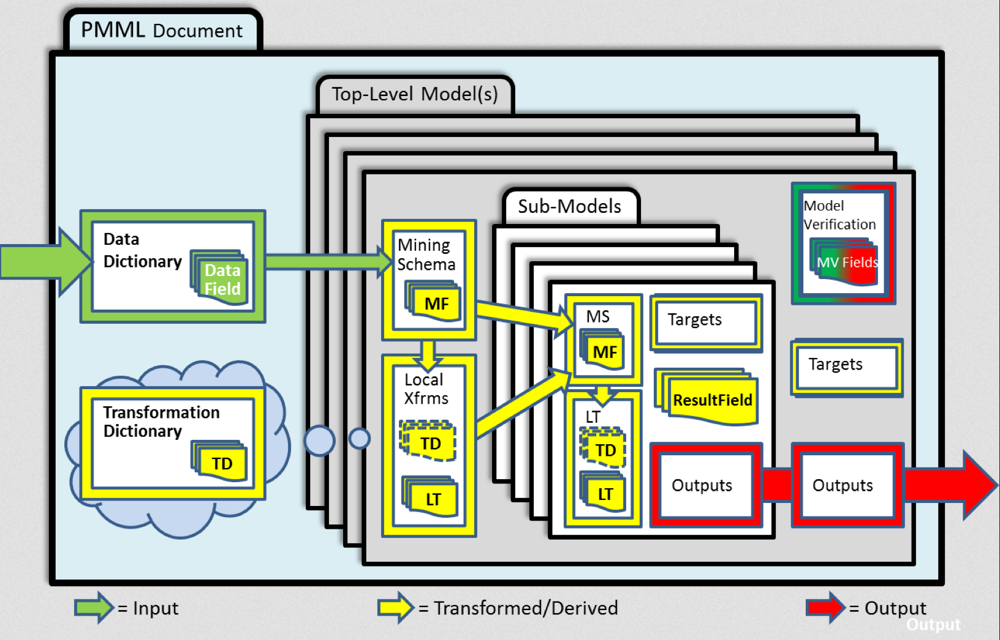 PMML Document
Top-Level Model(s)
Sub-Models
Data
Dictionary
Data
Field
Transformation
Dictionary
TD
Mining
Schema
MF
Local
Xfrms
TD
LT
MS
MF
LT
TD
LT
Targets
ResultField
Outputs
Model
Verification
MV Fields
Targets
Outputs
= Input
= Transformed/Derived
= Output
Output